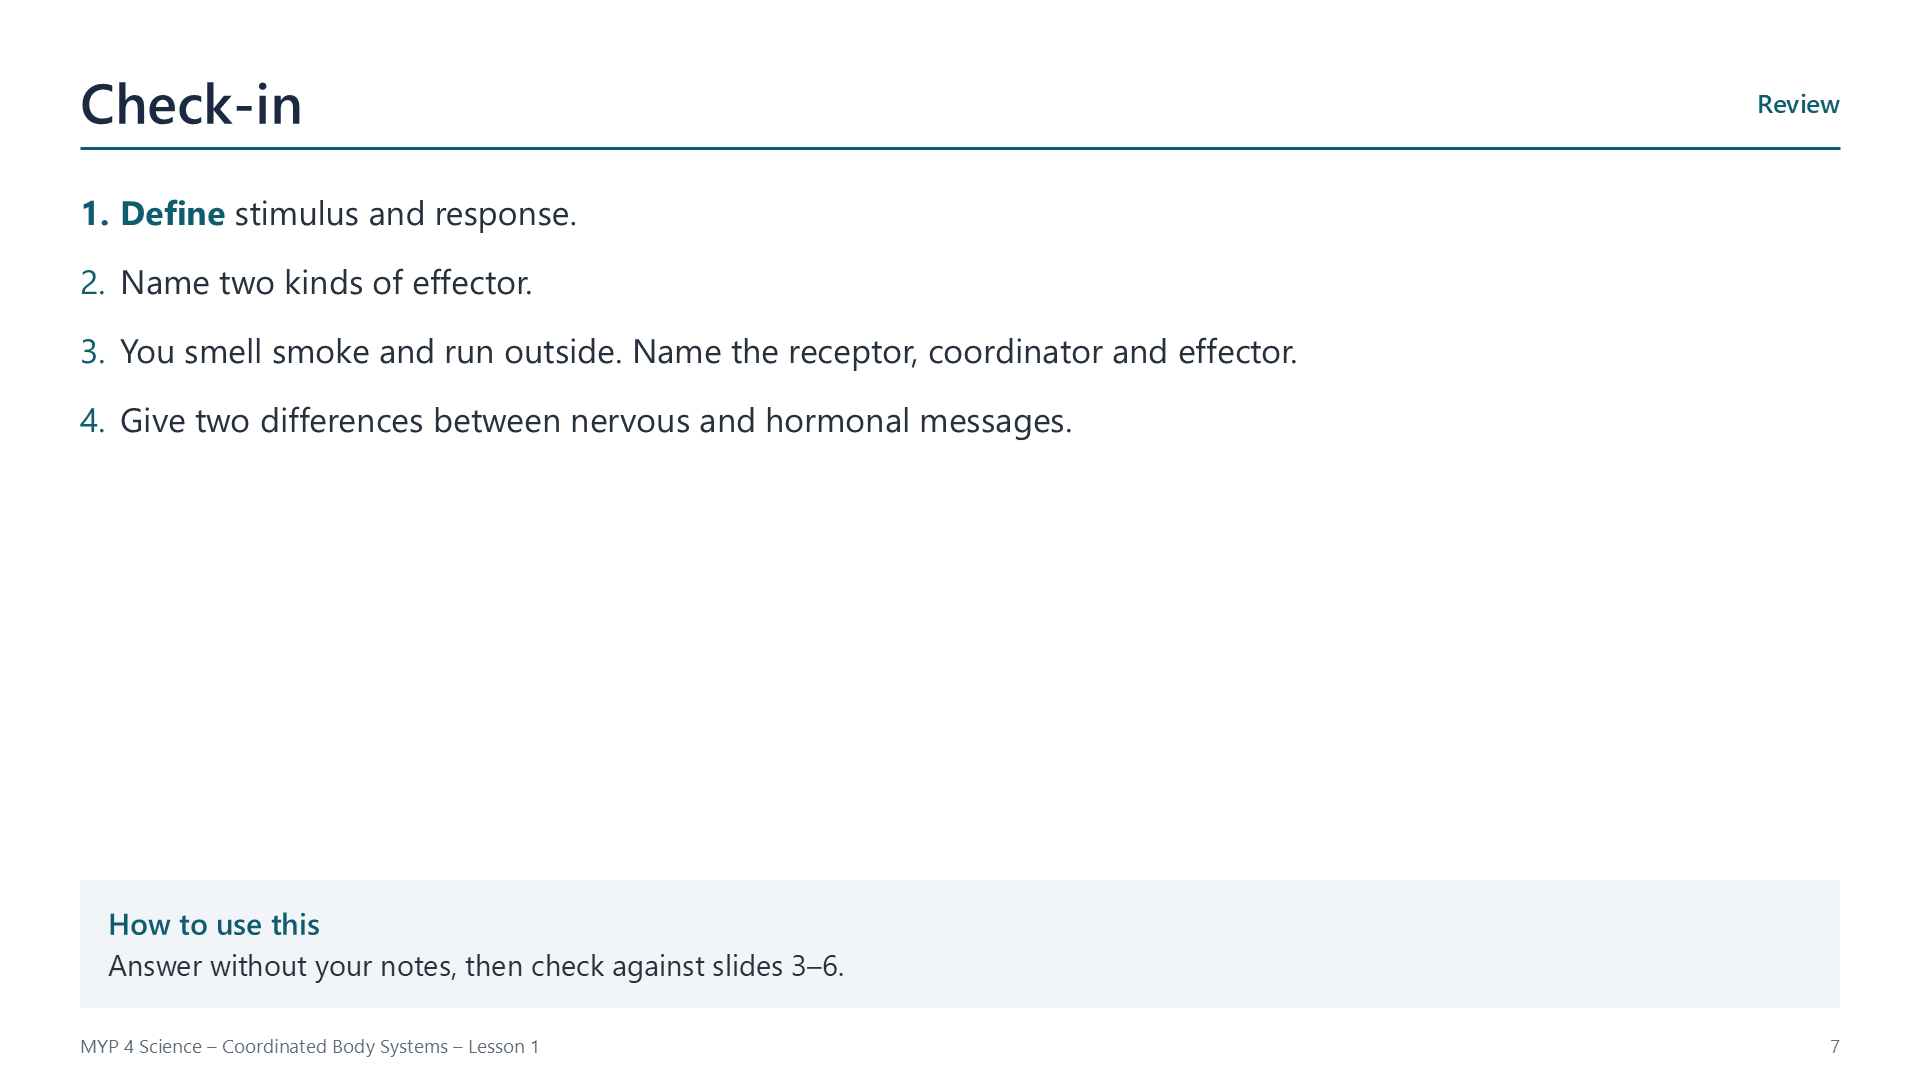 Check-in
Review
1. Define stimulus and response.
2. Name two kinds of effector.
3. You smell smoke and run outside. Name the receptor, coordinator and effector.
4. Give two differences between nervous and hormonal messages.
How to use this
Answer without your notes, then check against slides 3–6.
MYP 4 Science – Coordinated Body Systems – Lesson 1
7